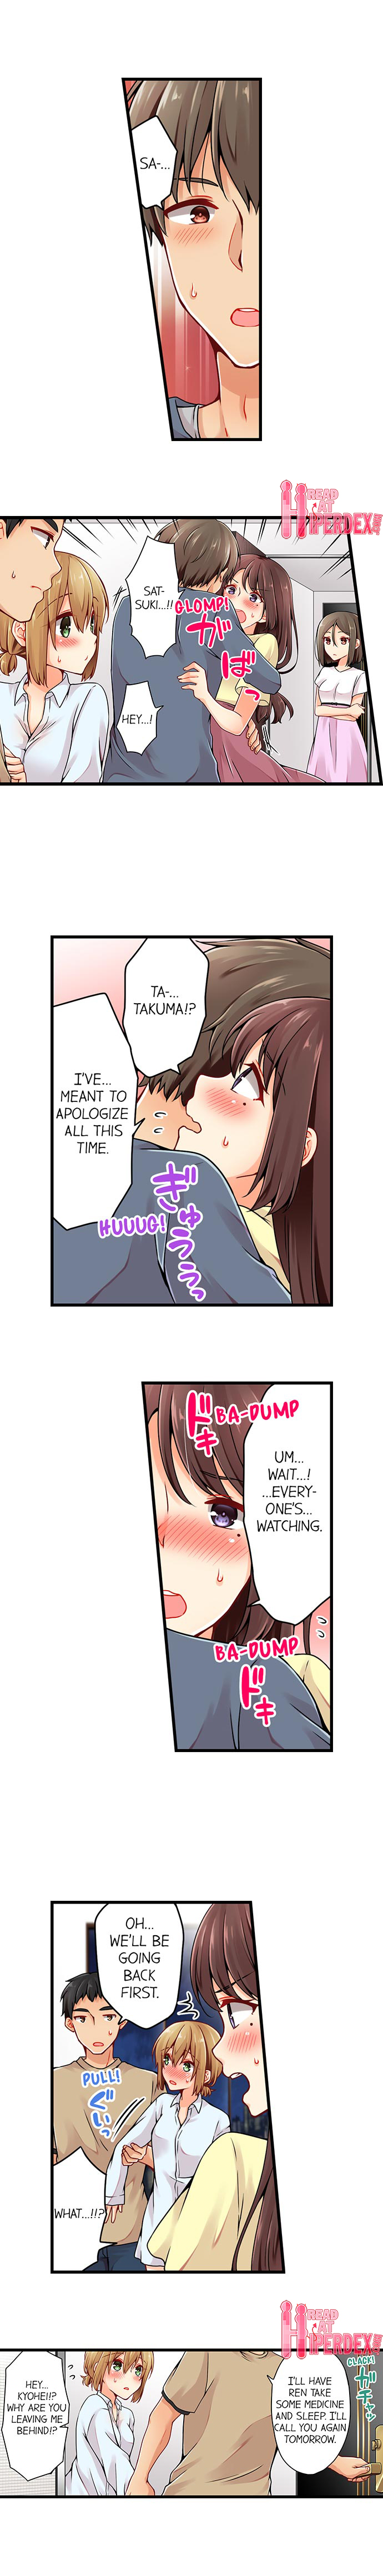 SA-...
READ
AT
HIPERDEX!!
SAT-
SUKI...!!
GLOMP!
がばっ
HEY...!
TA-...
TAKUMA!?
I'VE...
MEANT TO
APOLOGIZE
ALL THIS
TIME.
HUUUG!
ぎゅううっ
ドキ
BA-DUMP
UM...
WAIT...!
...EVERY-
ONE'S...
WATCHING.
BA-DUMP
ドキ
OH...
WE'LL BE
GOING
BACK
FIRST.
PULL!
ぐいっ
WHAT...!!?
READ
AT
HIPERDEX!!
CLACK!
ガチャッ
I'LL HAVE
REN TAKE
SOME MEDICINE
AND SLEEP. I'LL
CALL YOU AGAIN
TOMORROW.
HEY...
KYOHEI!?
WHY ARE YOU
LEAVING ME
BEHIND!?